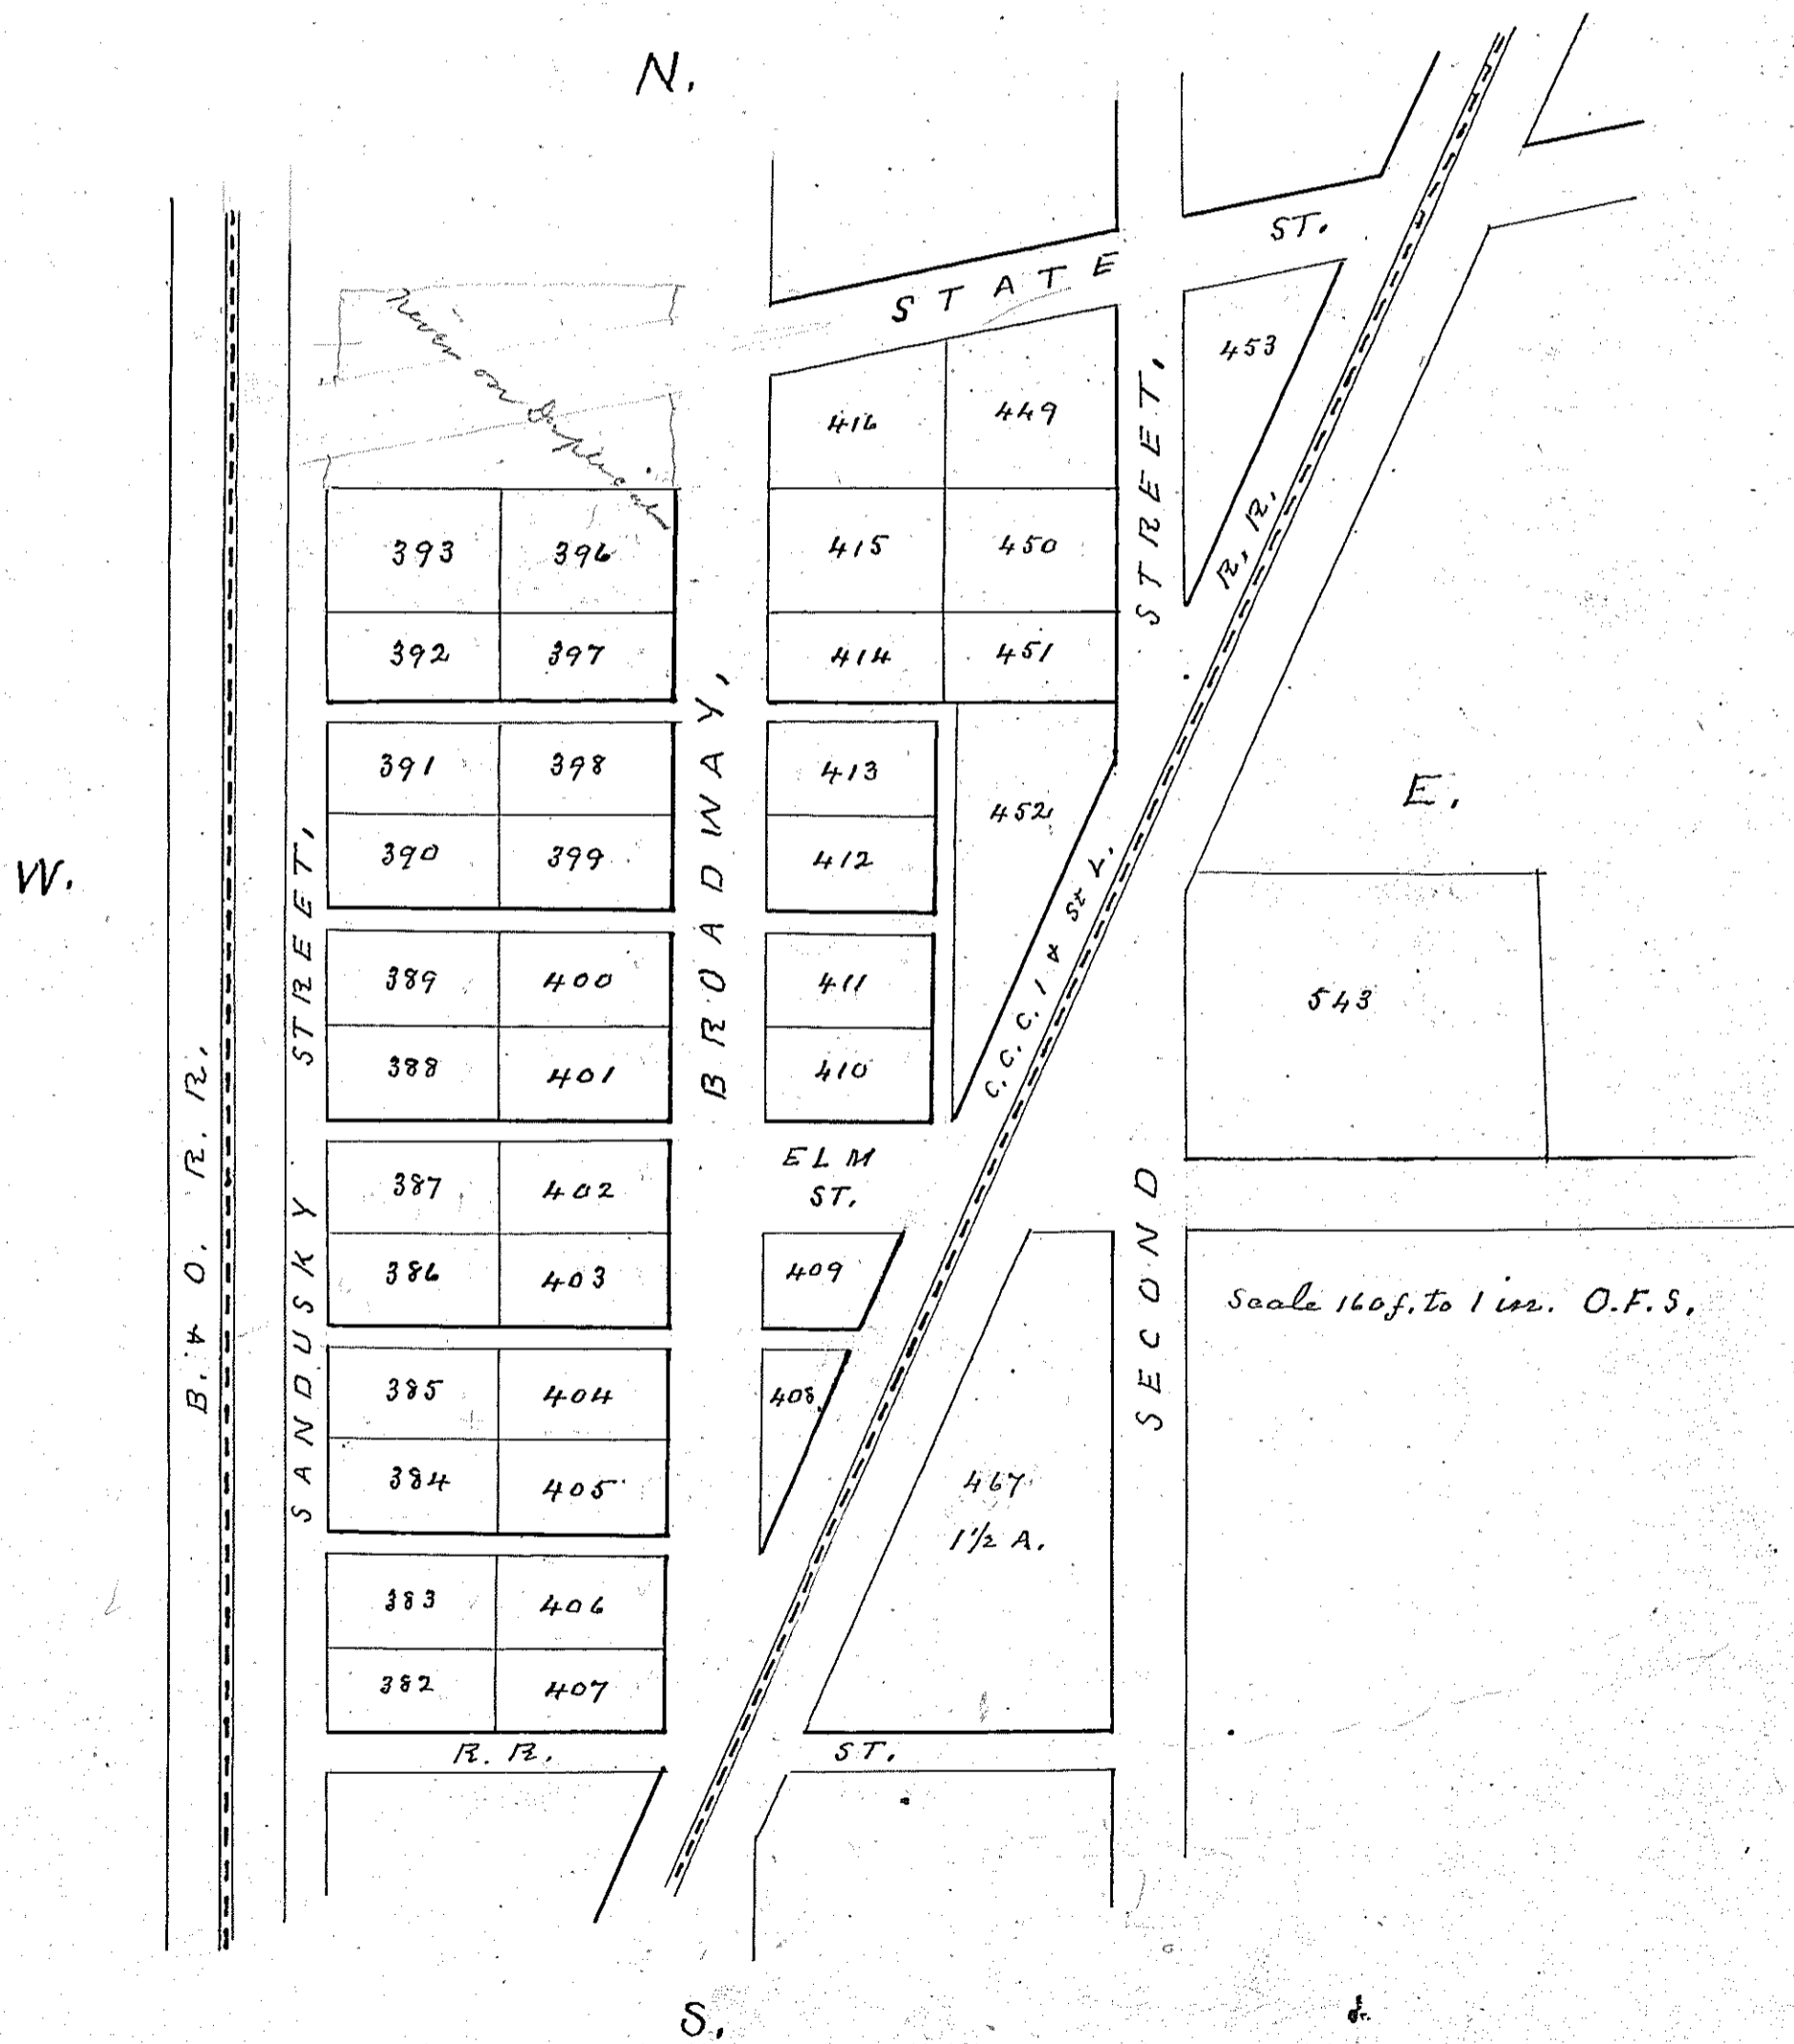 N.
STATE ST.
Never on Duplicate
453
416 449
393 396 415 450
392 397 414 451
391 398 413
452
390 399 412
389 400 411
388 401 410
387 402
386 403 409
385 404 408
384 405
383 406
382 407
467
1½ A.
543
ELM
ST.
BROADWAY,
SANDUSKY STREET,
SECOND STREET,
B. & O. R. R.
C. C. C. I & St L. R. R.
R. R. ST.
W.
E.
Scale 160 f. to 1 in. O.F.S.
S.